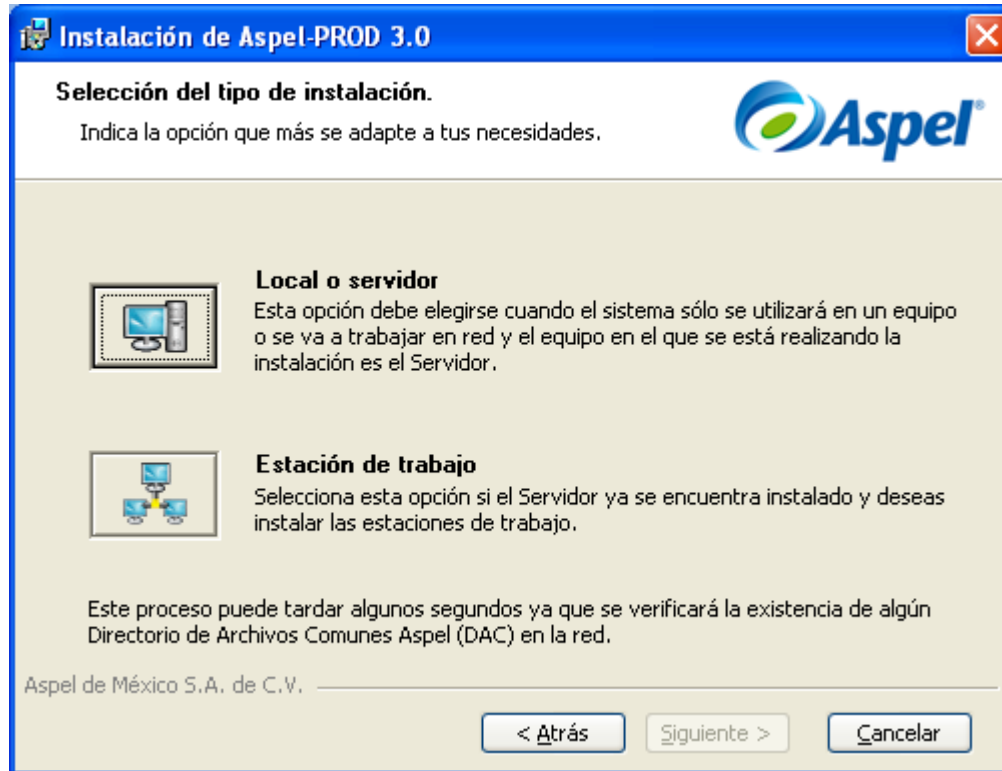 Instalación de Aspel-PROD 3.0
Selección del tipo de instalación.
Indica la opción que más se adapte a tus necesidades.
Aspel®
Local o servidor
Esta opción debe elegirse cuando el sistema sólo se utilizará en un equipo
o se va a trabajar en red y el equipo en el que se está realizando la
instalación es el Servidor.
Estación de trabajo
Selecciona esta opción si el Servidor ya se encuentra instalado y deseas
instalar las estaciones de trabajo.
Este proceso puede tardar algunos segundos ya que se verificará la existencia de algún
Directorio de Archivos Comunes Aspel (DAC) en la red.
Aspel de México S.A. de C.V.
< Atrás
Siguiente >
Cancelar